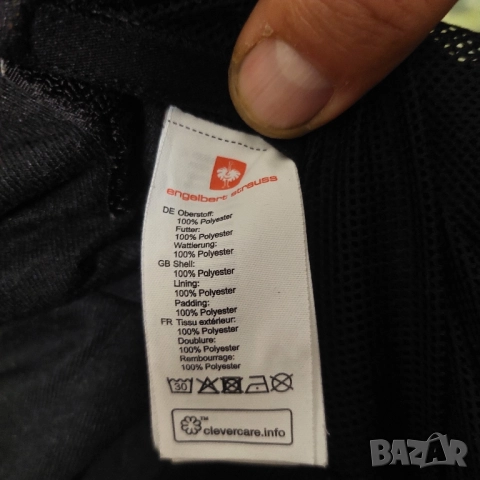 engelbert strauss
DE Oberstoff:
100% Polyester
Futter:
100% Polyester
Wattierung:
100% Polyester
GB Shell:
100% Polyester
Lining:
100% Polyester
Padding:
100% Polyester
FR Tissu extérieur:
100% Polyester
Doublure:
100% Polyester
Rembourrage:
100% Polyester
30
™ clevercare.info
BAZAR